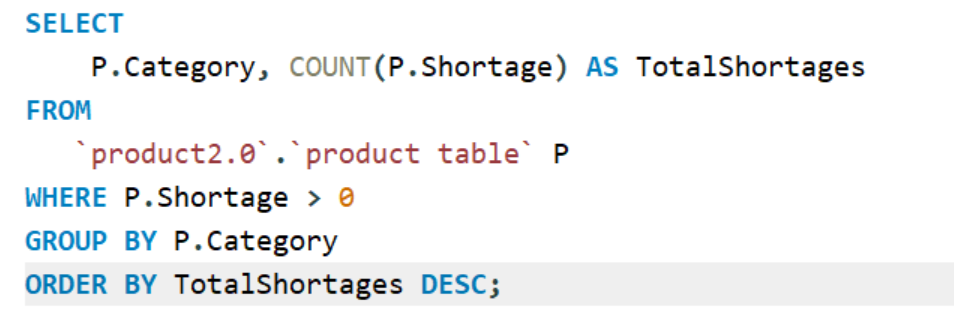 SELECT
    P.Category, COUNT(P.Shortage) AS TotalShortages
FROM
   `product2.0`.`product table` P
WHERE P.Shortage > 0
GROUP BY P.Category
ORDER BY TotalShortages DESC;